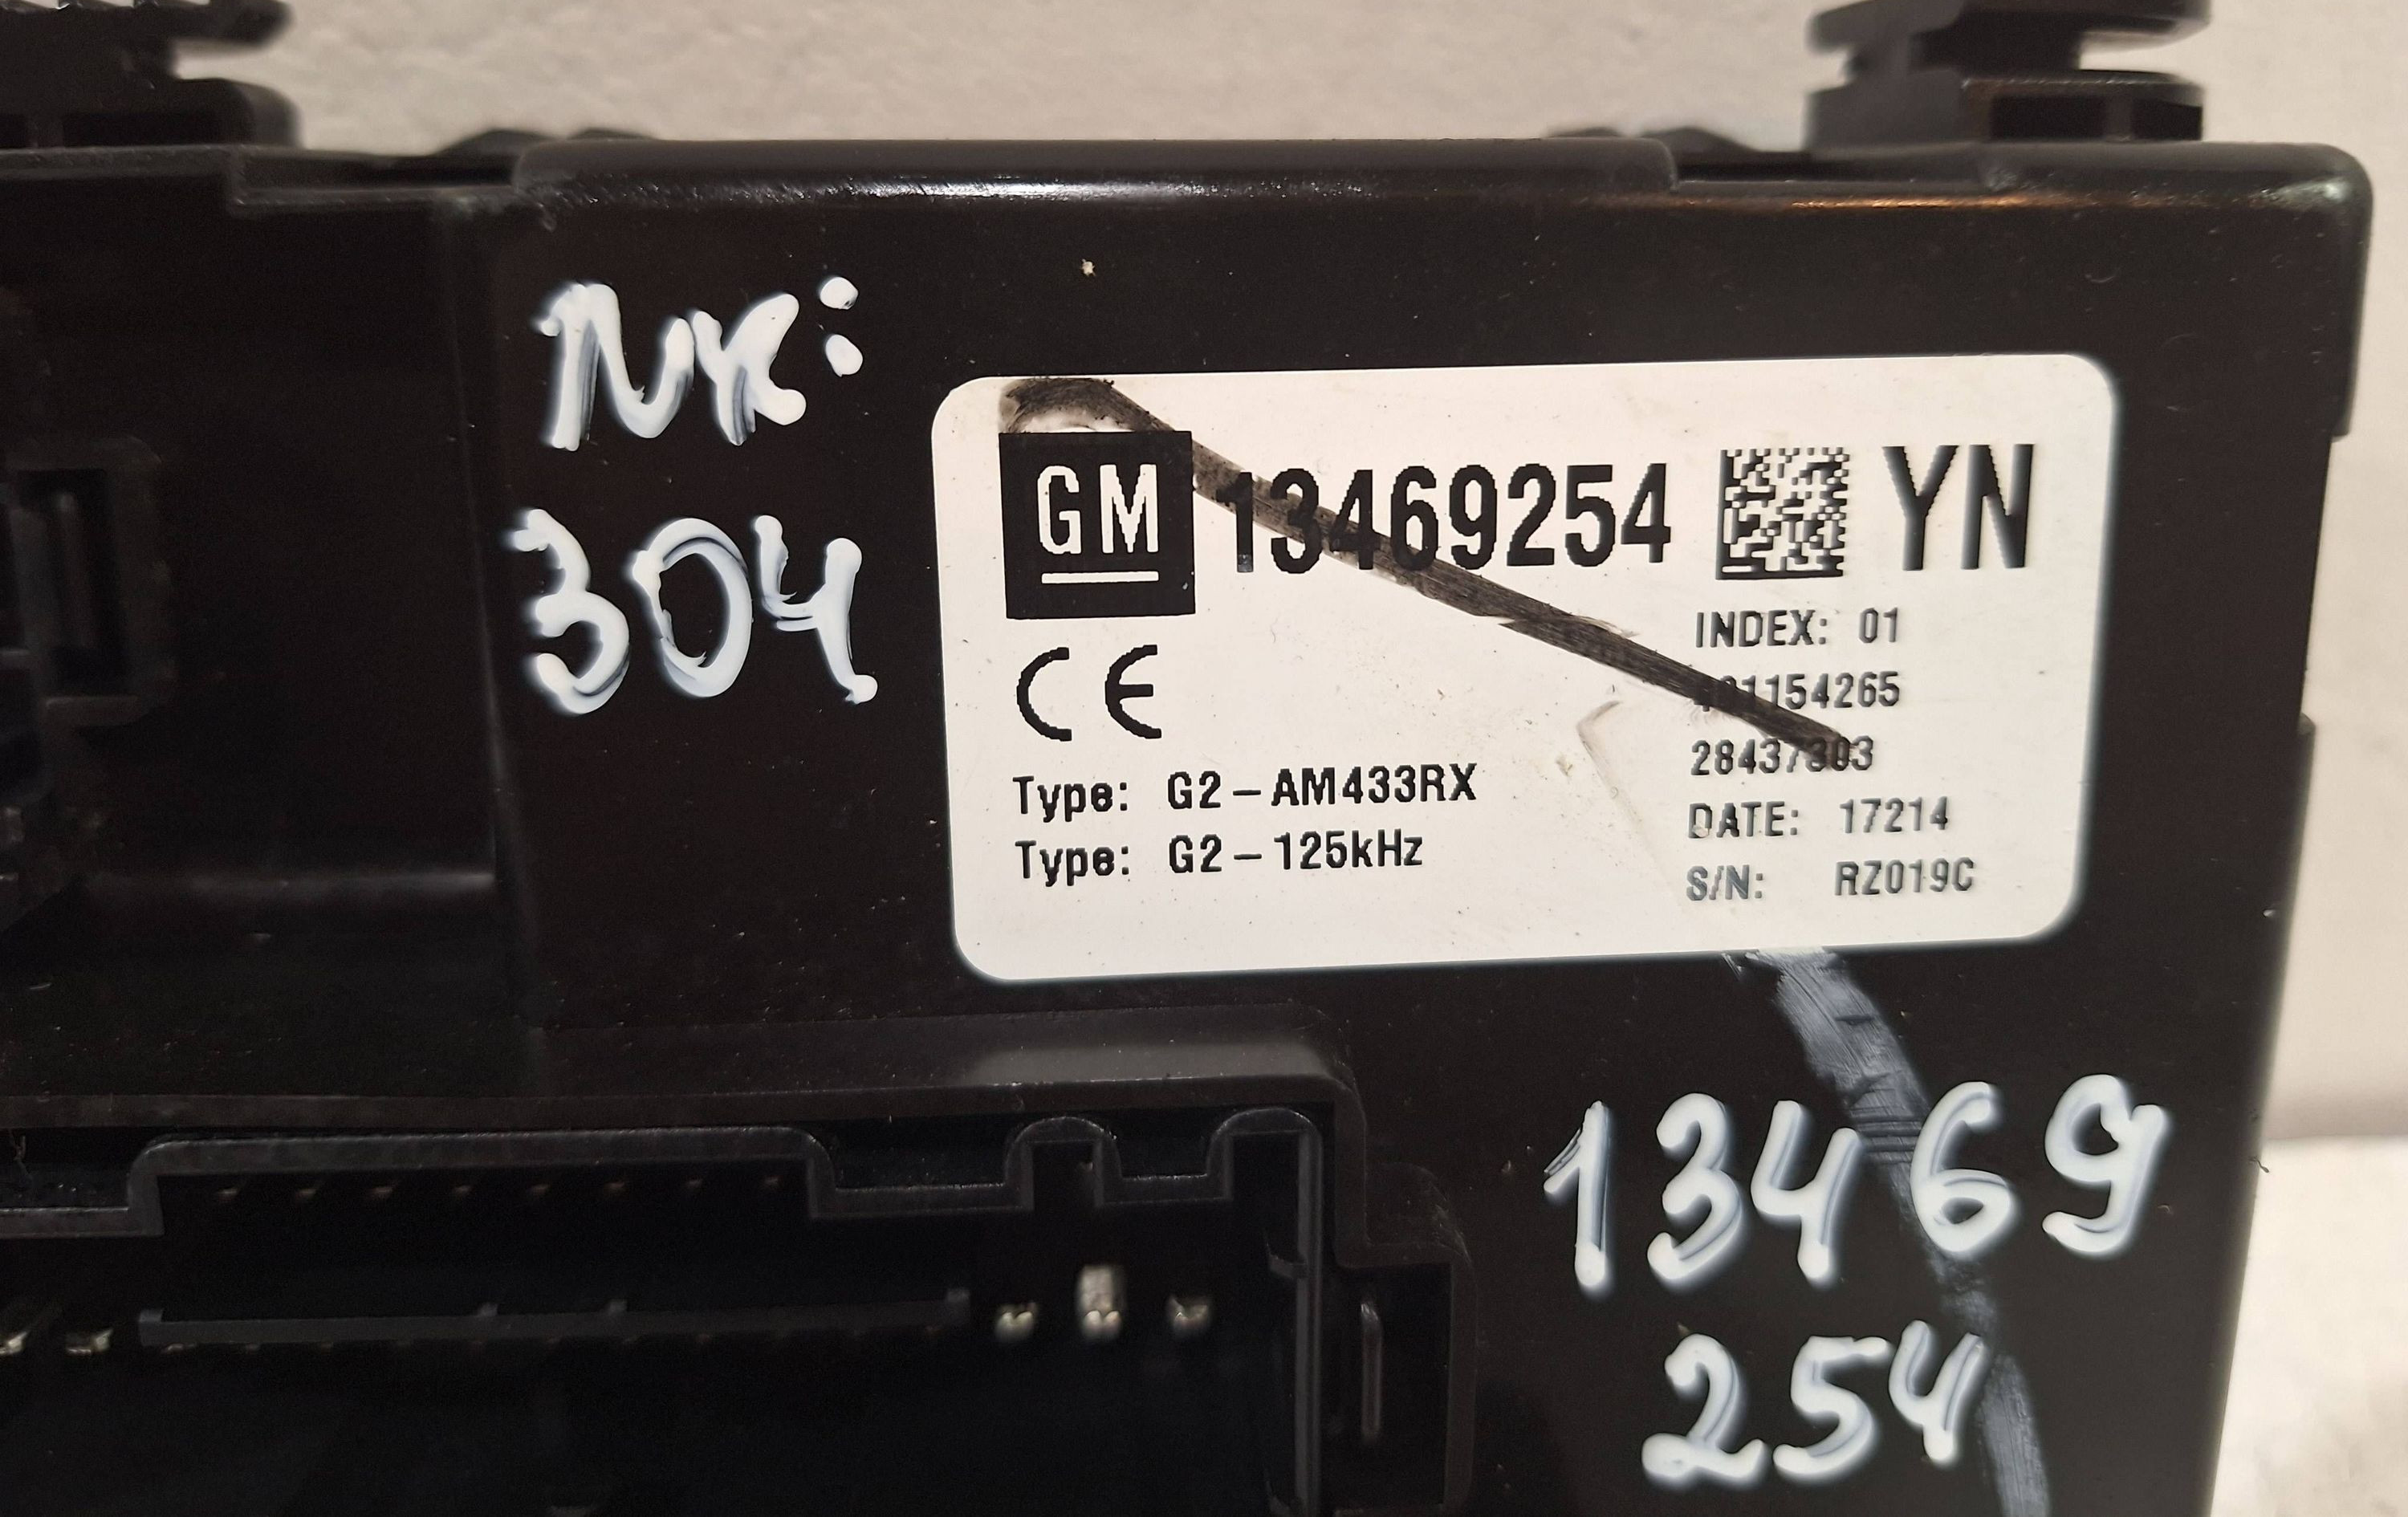 Nr:
304
GM 13469254 YN
INDEX: 01
28437303
DATE: 17214
S/N: RZ019C
CE
Type: G2-AM433RX
Type: G2-125kHz
13469
254